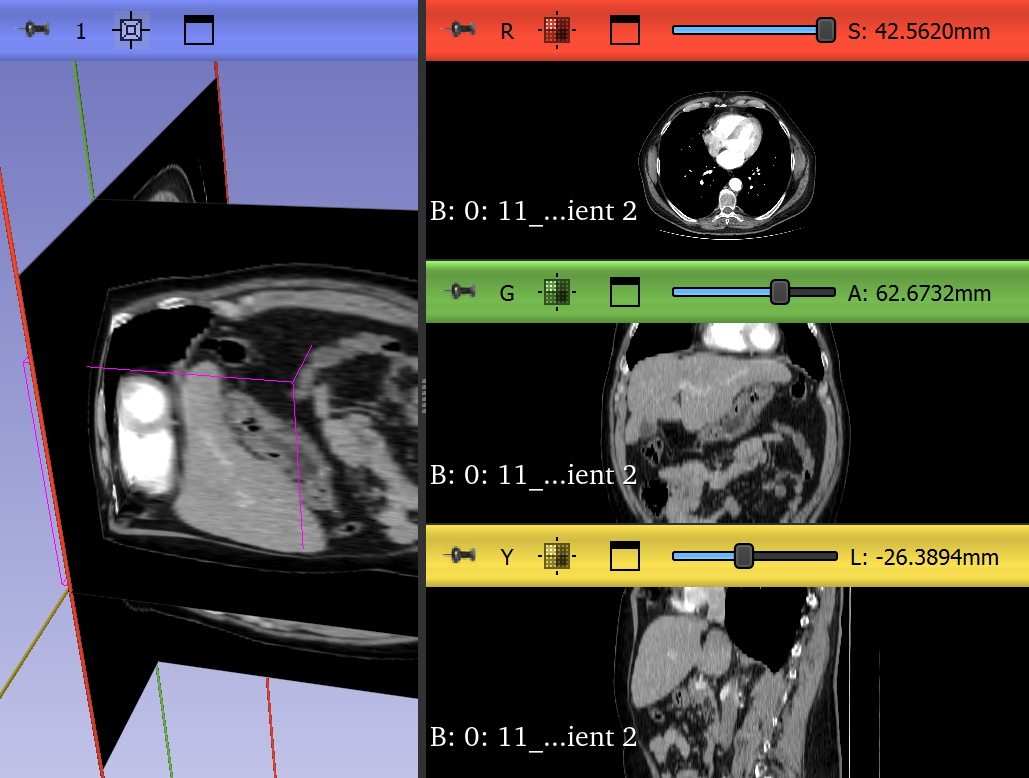 1
R S: 42.5620mm
B: 0: 11_...ient 2
G A: 62.6732mm
B: 0: 11_...ient 2
Y L: -26.3894mm
B: 0: 11_...ient 2